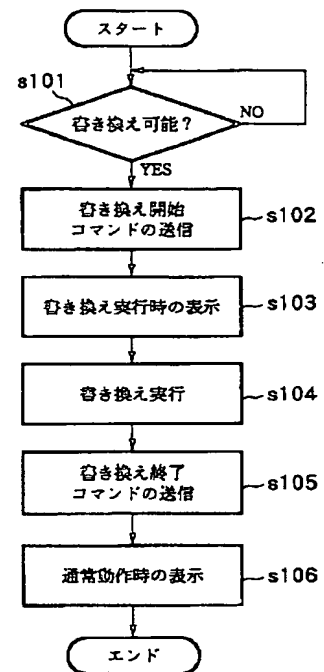 スタート
s101
書き換え可能？
NO
YES
書き換え開始
コマンドの送信
s102
書き換え実行時の表示
s103
書き換え実行
s104
書き換え終了
コマンドの送信
s105
通常動作時の表示
s106
エンド